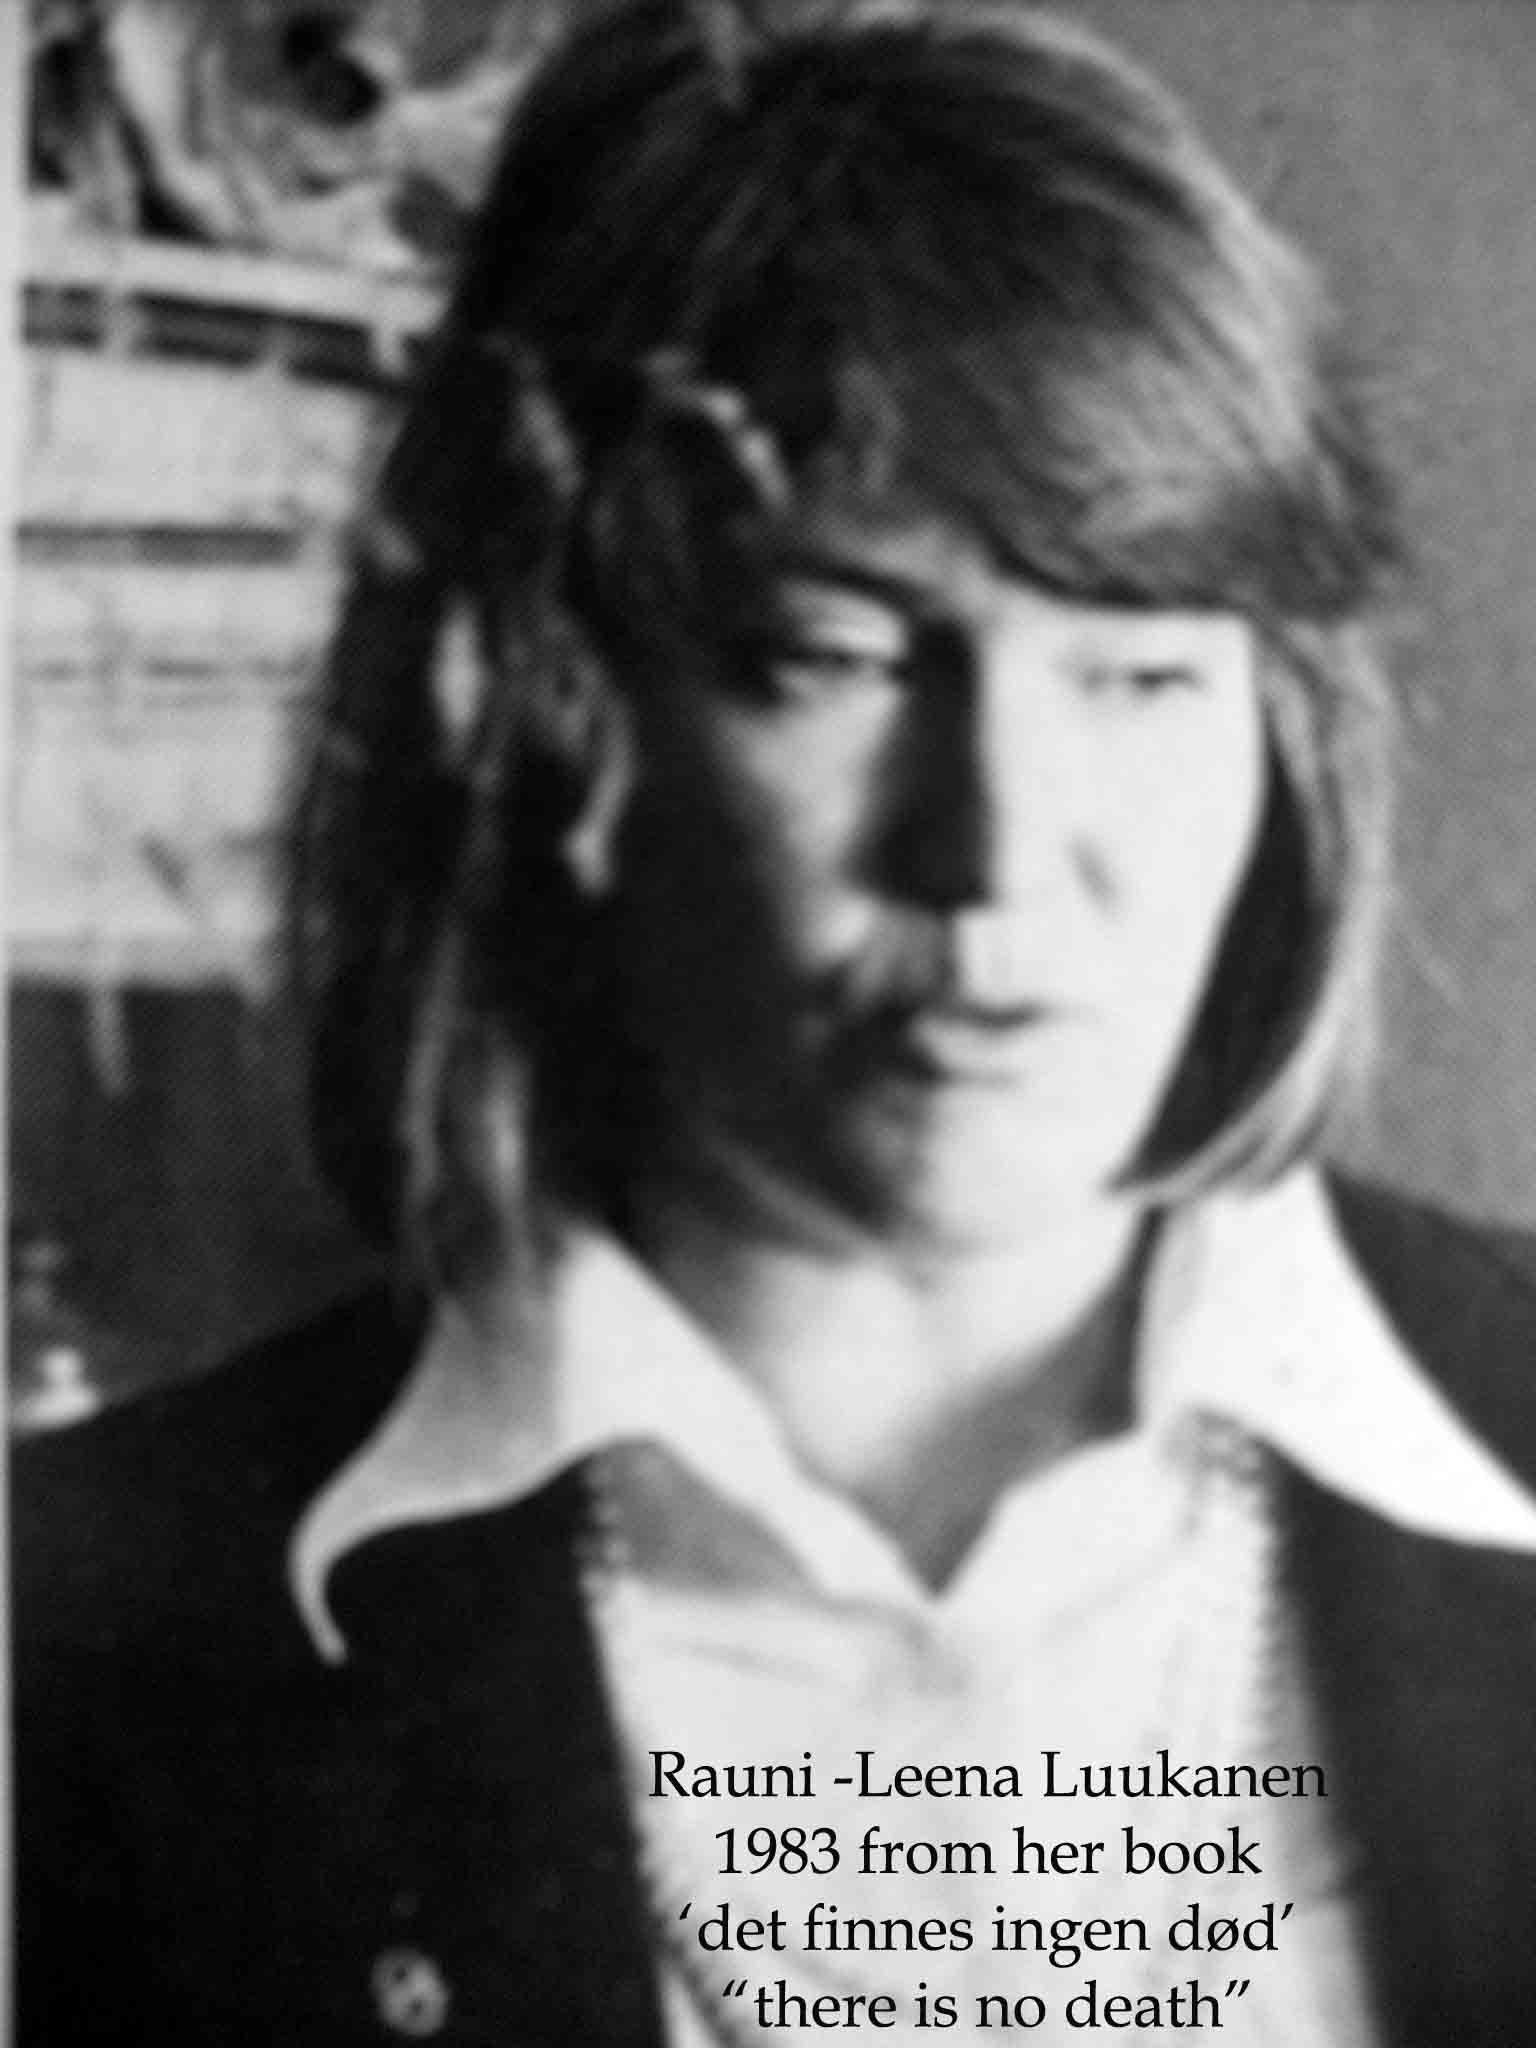 Rauni -Leena Luukanen
1983 from her book
‘det finnes ingen død’
“there is no death”